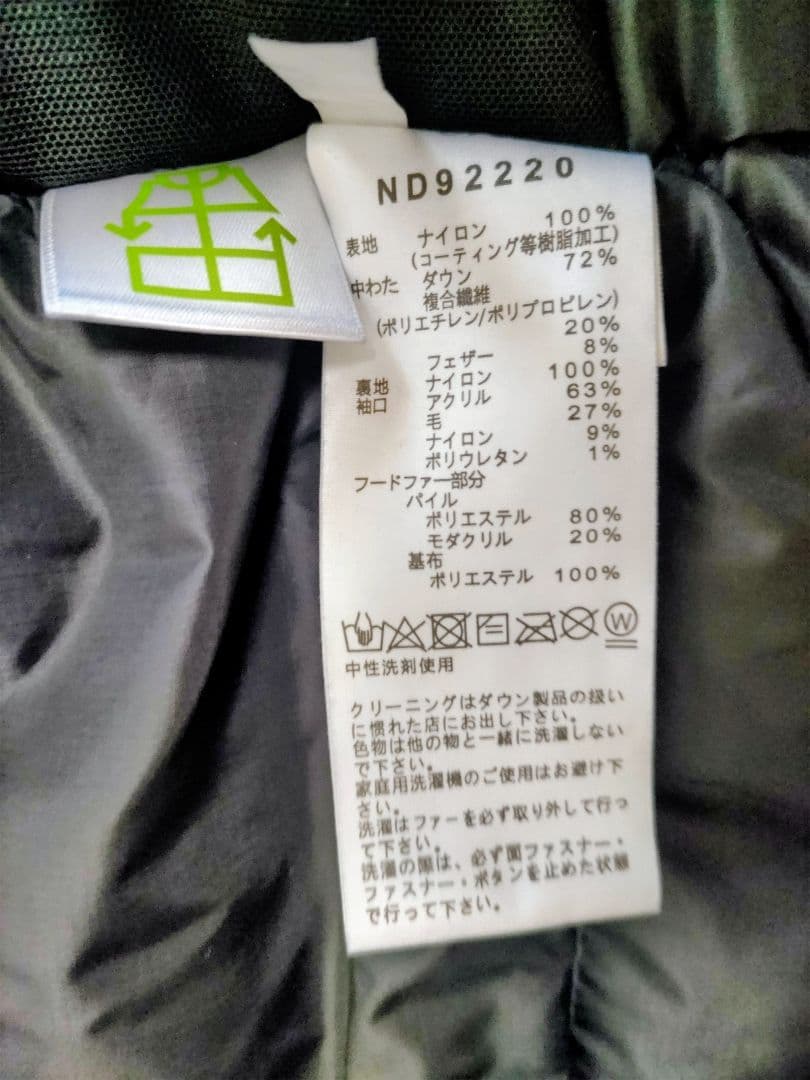 ND92220
表地 ナイロン 100%
(コーティング等樹脂加工)
中わた ダウン 72%
複合繊維
(ポリエチレン/ポリプロピレン)
20%
フェザー 8%
裏地 ナイロン 100%
袖口 アクリル 63%
毛 27%
ナイロン 9%
ポリウレタン 1%
フードファー部分
パイル
ポリエステル 80%
モダクリル 20%
基布
ポリエステル 100%
W
中性洗剤使用
クリーニングはダウン製品の扱い
に慣れた店にお出し下さい。
色物は他の物と一緒に洗濯しない
で下さい。
家庭用洗濯機のご使用はお避け下
さい。
洗濯はファーを必ず取り外して行っ
て下さい。
洗濯の際は、必ず面ファスナー・
ファスナー・ボタンを止めた状態
で行って下さい。